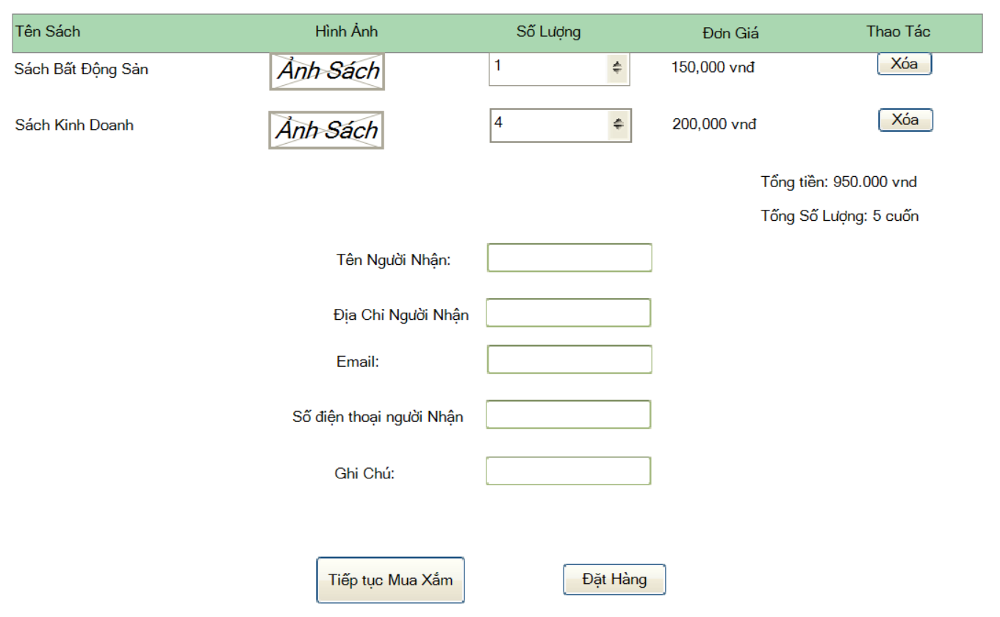 Tên Sách Hình Ảnh Số Lượng Đơn Giá Thao Tác
Sách Bất Động Sản Ảnh Sách 1 150,000 vnđ Xóa
Sách Kinh Doanh Ảnh Sách 4 200,000 vnđ Xóa
Tổng tiền: 950.000 vnd
Tổng Số Lượng: 5 cuốn
Tên Người Nhận:
Địa Chỉ Người Nhận
Email:
Số điện thoại người Nhận
Ghi Chú:
Tiếp tục Mua Xắm Đặt Hàng